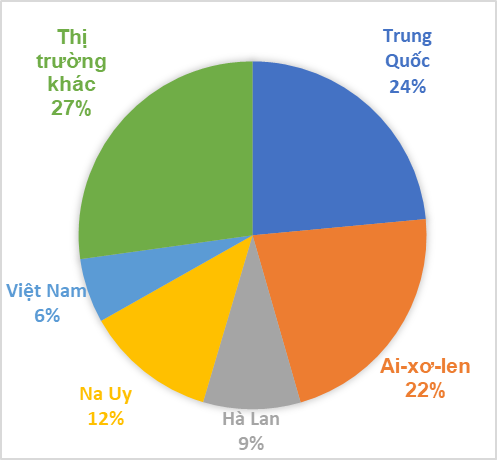 Thị
trường
khác
27%
Trung
Quốc
24%
Ai-xơ-len
22%
Hà Lan
9%
Na Uy
12%
Việt Nam
6%